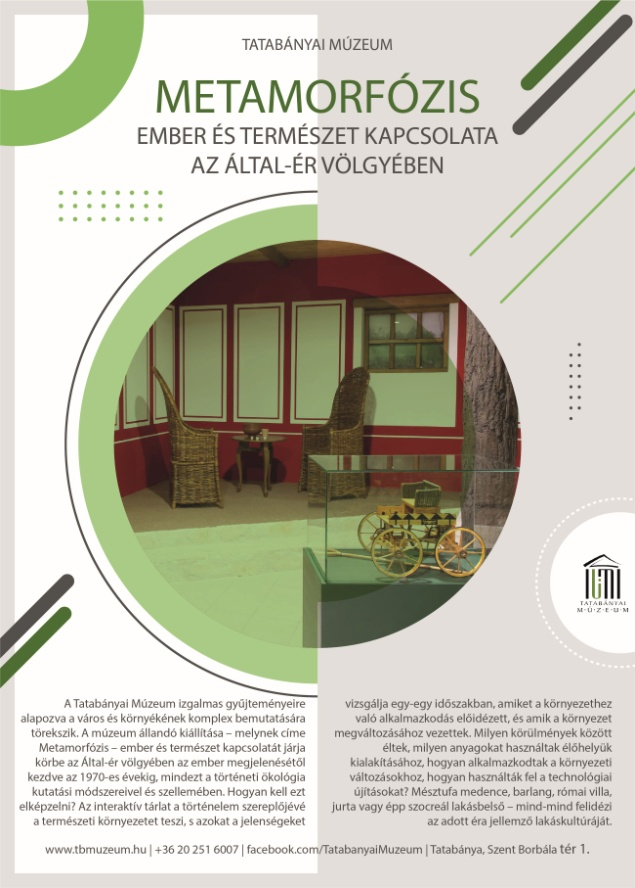 TATABÁNYAI MÚZEUM
METAMORFÓZIS
EMBER ÉS TERMÉSZET KAPCSOLATA
AZ ÁLTAL-ÉR VÖLGYÉBEN
TATABÁNYAI
M·Ú·Z·E·U·M
A Tatabányai Múzeum izgalmas gyűjteményeire
alapozva a város és környékének komplex bemutatására
törekszik. A múzeum állandó kiállítása – melynek címe
Metamorfózis – ember és természet kapcsolatát járja
körbe az Által-ér völgyében az ember megjelenésétől
kezdve az 1970-es évekig, mindezt a történeti ökológia
kutatási módszereivel és szellemében. Hogyan kell ezt
elképzelni? Az interaktív tárlat a történelem szereplőjévé
a természeti környezetet teszi, s azokat a jelenségeket
vizsgálja egy-egy időszakban, amiket a környezethez
való alkalmazkodás előidézett, és amik a környezet
megváltozásához vezettek. Milyen körülmények között
éltek, milyen anyagokat használtak élőhelyük
kialakításához, hogyan alkalmazkodtak a környezeti
változásokhoz, hogyan használták fel a technológiai
újításokat? Mésztufa medence, barlang, római villa,
jurta vagy épp szocreál lakásbelső – mind-mind felidézi
az adott éra jellemző lakáskultúráját.
www.tbmuzeum.hu | +36 20 251 6007 | facebook.com/TatabanyaiMuzeum | Tatabánya, Szent Borbála tér 1.